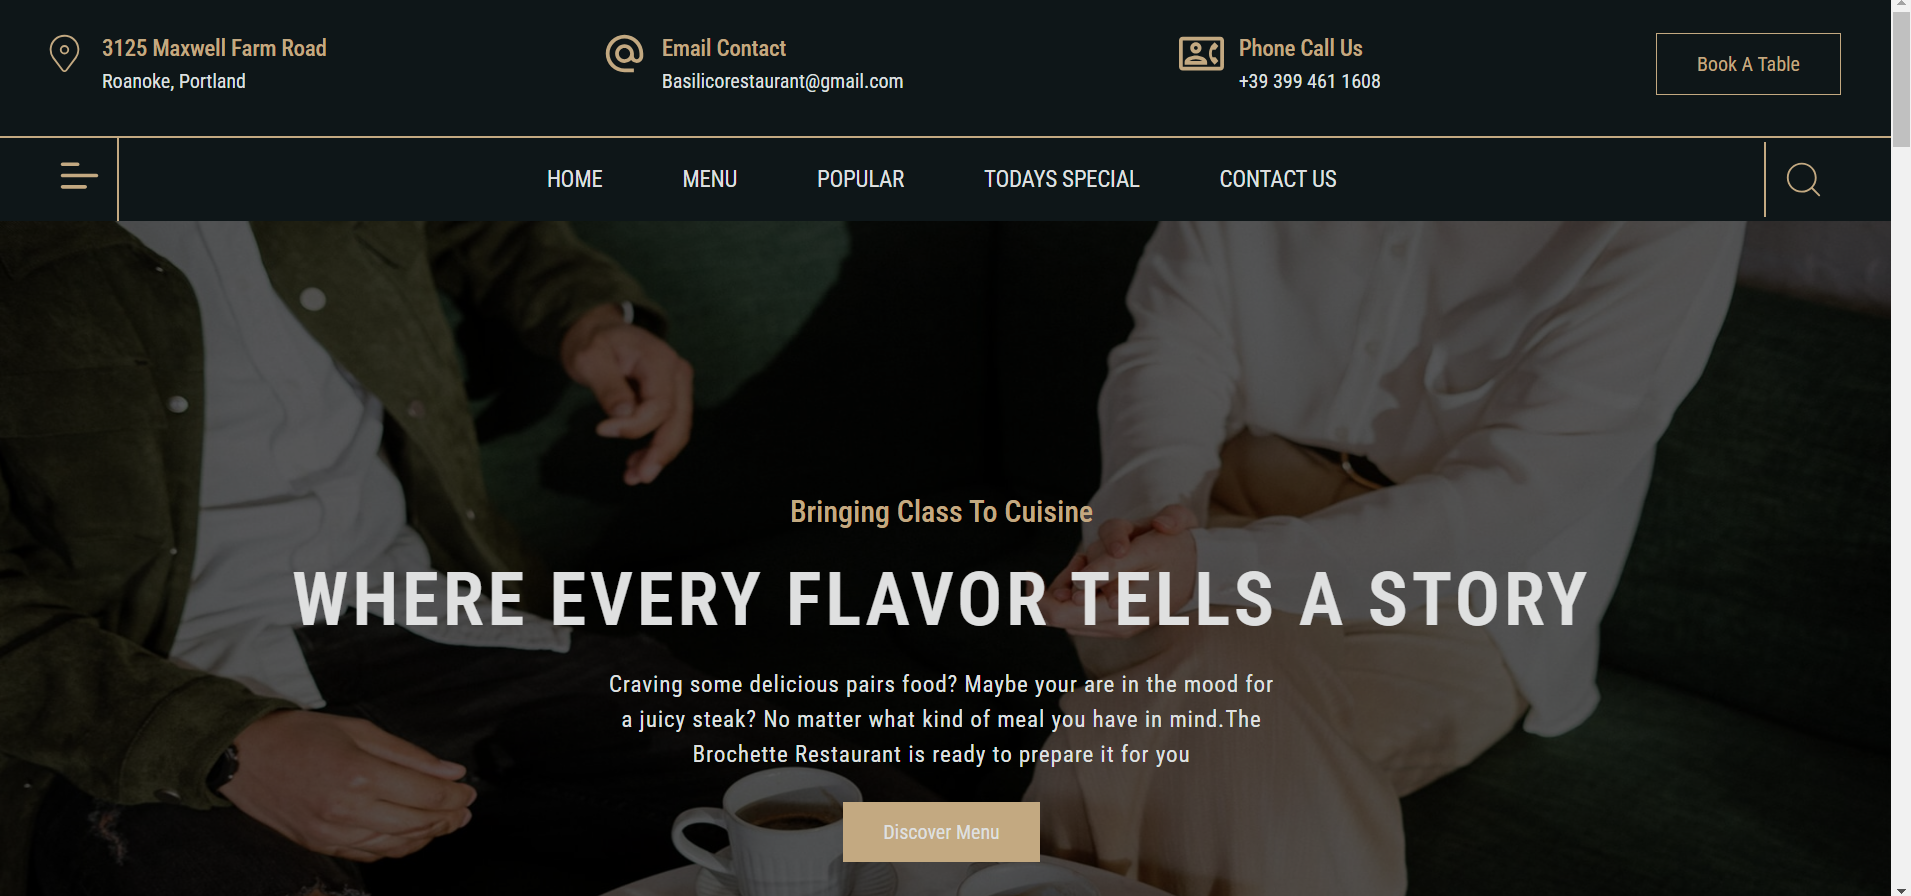 3125 Maxwell Farm Road
Roanoke, Portland
Email Contact
Basilicorestaurant@gmail.com
Phone Call Us
+39 399 461 1608
Book A Table
HOME
MENU
POPULAR
TODAYS SPECIAL
CONTACT US
Bringing Class To Cuisine
WHERE EVERY FLAVOR TELLS A STORY
Craving some delicious pairs food? Maybe your are in the mood for
a juicy steak? No matter what kind of meal you have in mind.The
Brochette Restaurant is ready to prepare it for you
Discover Menu